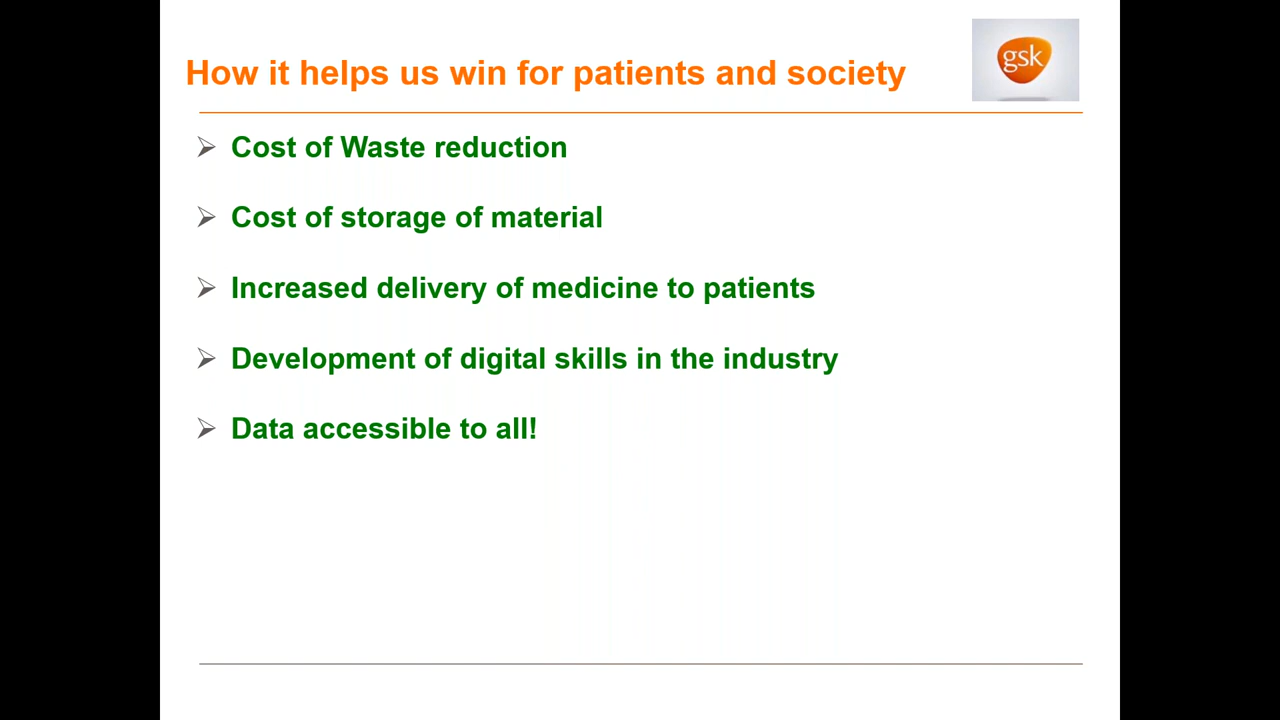 How it helps us win for patients and society
gsk
Cost of Waste reduction
Cost of storage of material
Increased delivery of medicine to patients
Development of digital skills in the industry
Data accessible to all!